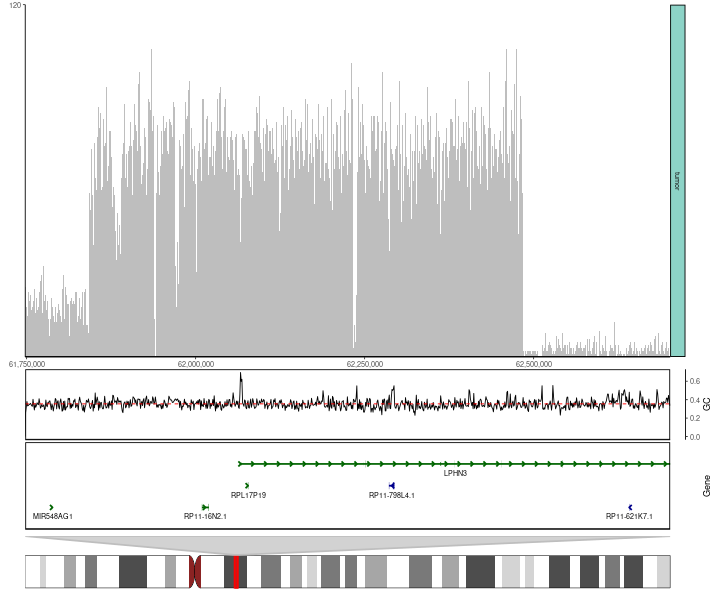 120
tumor
61,750,000 62,000,000 62,250,000 62,500,000
0.6
0.4
0.2
0.0
GC
LPHN3
RPL17P19 RP11-798L4.1
MIR548AG1 RP11-16N2.1 RP11-621K7.1
Gene